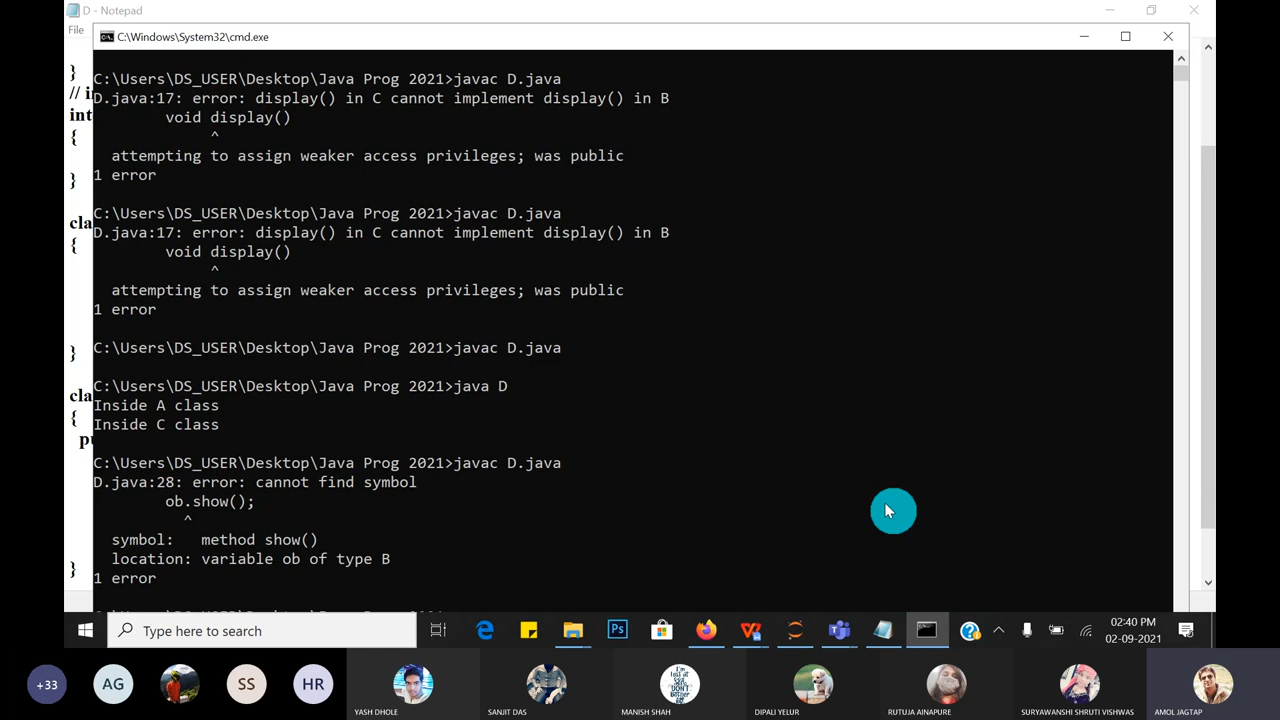 D - Notepad
File
C:\Windows\System32\cmd.exe
}
// i
int
{
}
cla
{
}
cla
{
pu
}
C:\Users\DS_USER\Desktop\Java Prog 2021>javac D.java
D.java:17: error: display() in C cannot implement display() in B
void display()
^
attempting to assign weaker access privileges; was public
1 error
C:\Users\DS_USER\Desktop\Java Prog 2021>javac D.java
D.java:17: error: display() in C cannot implement display() in B
void display()
^
attempting to assign weaker access privileges; was public
1 error
C:\Users\DS_USER\Desktop\Java Prog 2021>javac D.java
C:\Users\DS_USER\Desktop\Java Prog 2021>java D
Inside A class
Inside C class
C:\Users\DS_USER\Desktop\Java Prog 2021>javac D.java
D.java:28: error: cannot find symbol
ob.show();
^
symbol:   method show()
location: variable ob of type B
1 error
Type here to search
02:40 PM
02-09-2021
+33
AG
SS
HR
YASH DHOLE
SANJIT DAS
MANISH SHAH
DIPALI YELUR
RUTUJA AINAPURE
SURYAWANSHI SHRUTI VISHWAS
AMOL JAGTAP